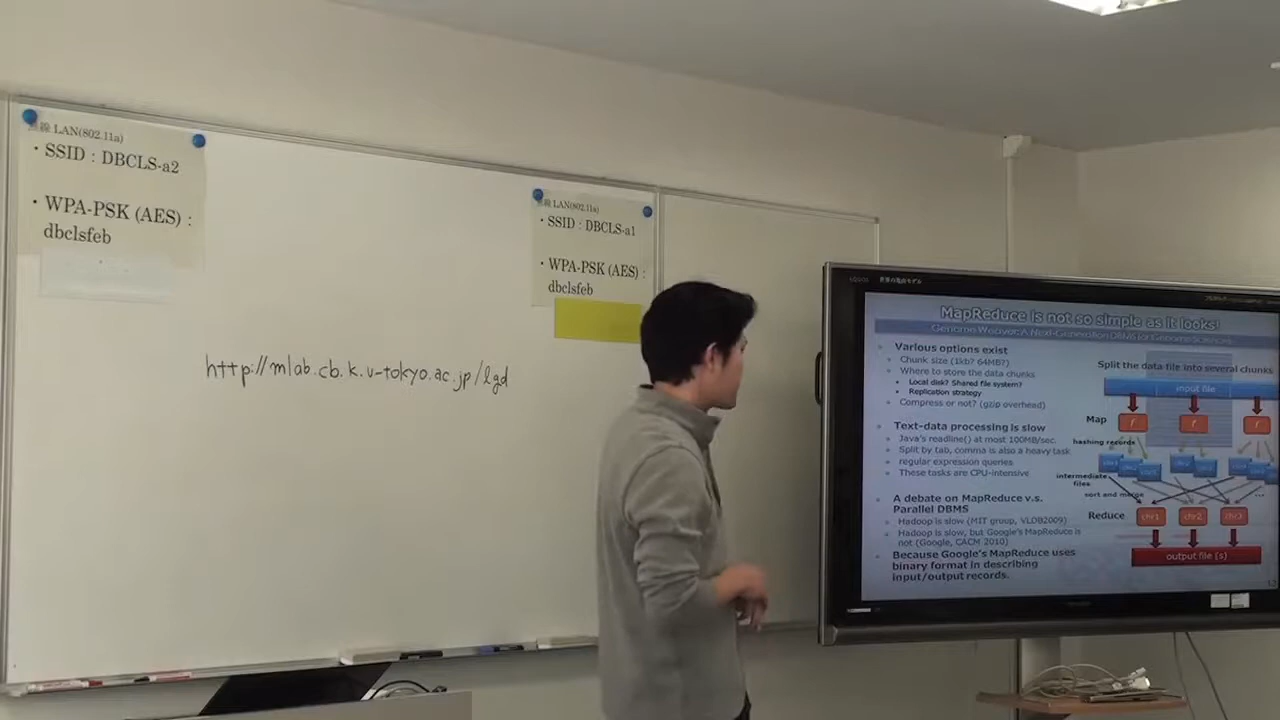 無線 LAN(802.11a)
・SSID : DBCLS-a2
・WPA-PSK (AES) :
dbclsfeb
無線 LAN(802.11a)
・SSID : DBCLS-a1
・WPA-PSK (AES) :
dbclsfeb
http://mlab.cb.k.u-tokyo.ac.jp/lgd
MapReduce is not so simple as it looks!
Genome Weaver: A Next-Generation DBMS for Genome Sciences
Various options exist
Chunk size (1kb? 64MB?)
Where to store the data chunks
Local disk? Shared file system?
Replication strategy
Compress or not? (gzip overhead)
Text-data processing is slow
Java's readline() at most 100MB/sec.
Split by tab, comma is also a heavy task
regular expression queries
These tasks are CPU-intensive
A debate on MapReduce v.s.
Parallel DBMS
Hadoop is slow (MIT group, VLDB2009)
Hadoop is slow, but Google's MapReduce is
not (Google, CACM 2010)
Because Google's MapReduce uses
binary format in describing
input/output records.
Split the data file into several chunks
input file
Map
f
f
f
hashing records
intermediate
files
sort and merge
...
Reduce
chr1
chr2
chr3
output file (s)